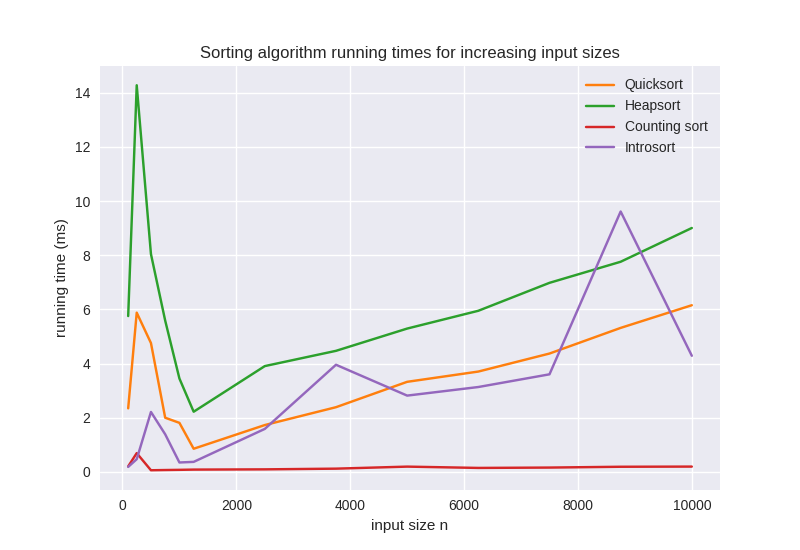 Sorting algorithm running times for increasing input sizes
Quicksort
Heapsort
Counting sort
Introsort
running time (ms)
14
12
10
8
6
4
2
0
0 2000 4000 6000 8000 10000
input size n